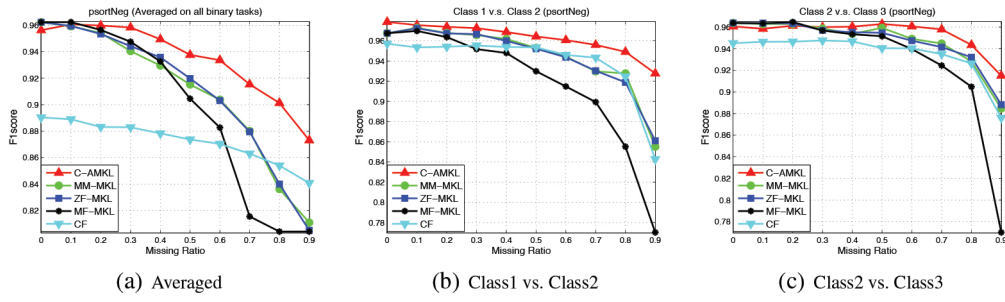 psortNeg (Averaged on all binary tasks)
F1score
0.96
0.94
0.92
0.9
0.88
0.86
0.84
0.82
C−AMKL
MM−MKL
ZF−MKL
MF−MKL
CF
0 0.1 0.2 0.3 0.4 0.5 0.6 0.7 0.8 0.9
Missing Ratio
(a) Averaged
Class 1 v.s. Class 2 (psortNeg)
F1score
0.96
0.94
0.92
0.9
0.88
0.86
0.84
0.82
0.8
0.78
C−AMKL
MM−MKL
ZF−MKL
MF−MKL
CF
0 0.1 0.2 0.3 0.4 0.5 0.6 0.7 0.8 0.9
Missing Ratio
(b) Class1 vs. Class2
Class 2 v.s. Class 3 (psortNeg)
F1score
0.96
0.94
0.92
0.9
0.88
0.86
0.84
0.82
0.8
0.78
C−AMKL
MM−MKL
ZF−MKL
MF−MKL
CF
0 0.1 0.2 0.3 0.4 0.5 0.6 0.7 0.8 0.9
Missing Ratio
(c) Class2 vs. Class3